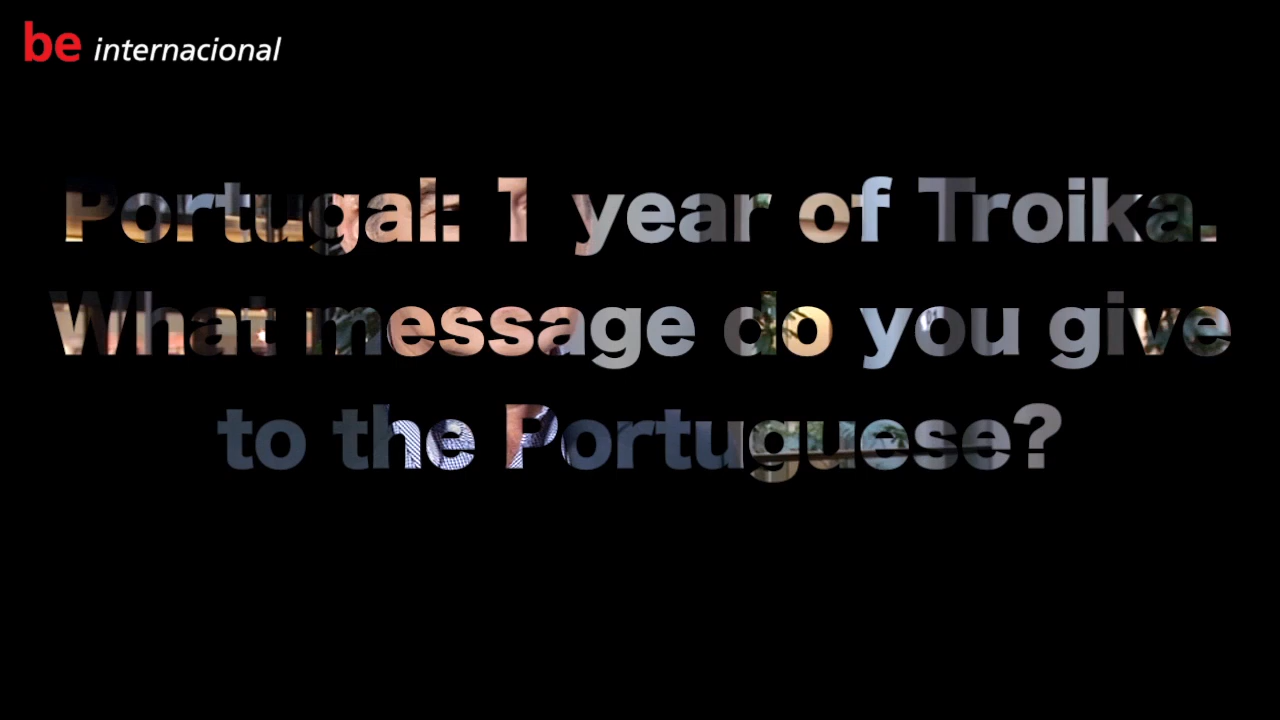 be internacional
Portugal: 1 year of Troika.
What message do you give
to the Portuguese?